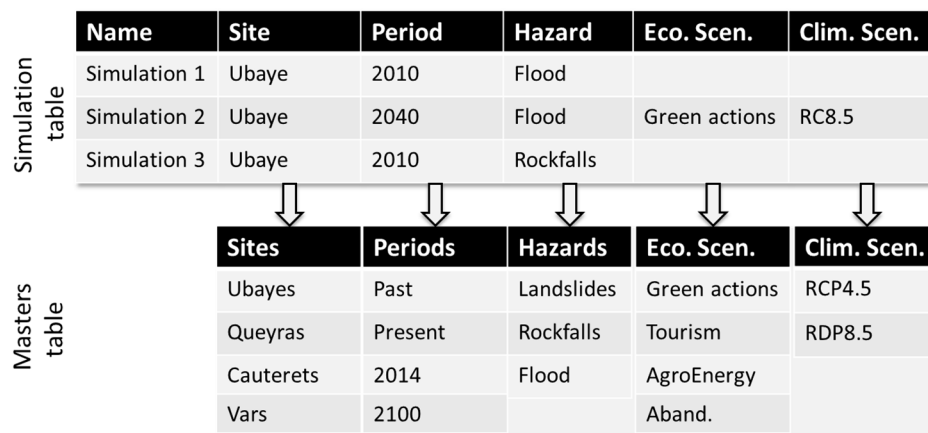 Simulation table
Name Site Period Hazard Eco. Scen. Clim. Scen.
Simulation 1 Ubaye 2010 Flood
Simulation 2 Ubaye 2040 Flood Green actions RC8.5
Simulation 3 Ubaye 2010 Rockfalls
Masters table
Sites Periods Hazards Eco. Scen. Clim. Scen.
Ubayes Past Landslides Green actions RCP4.5
Queyras Present Rockfalls Tourism RDP8.5
Cauterets 2014 Flood AgroEnergy
Vars 2100 Aband.